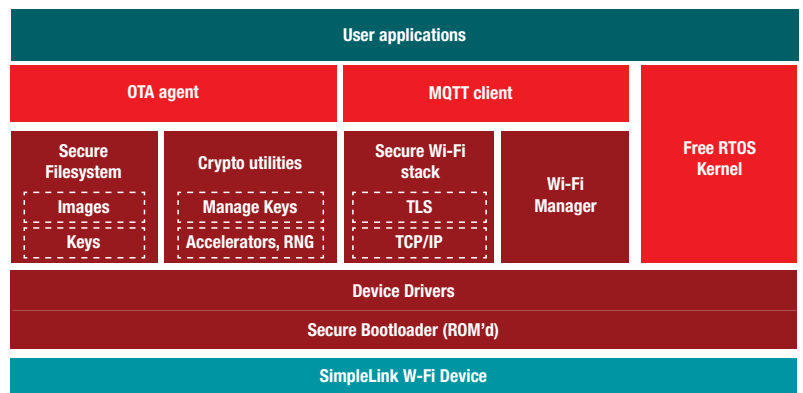 User applications
OTA agent
MQTT client
Free RTOS
Kernel
Secure
Filesystem
Images
Keys
Crypto utilities
Manage Keys
Accelerators, RNG
Secure Wi-Fi
stack
TLS
TCP/IP
Wi-Fi
Manager
Device Drivers
Secure Bootloader (ROM’d)
SimpleLink W-Fi Device